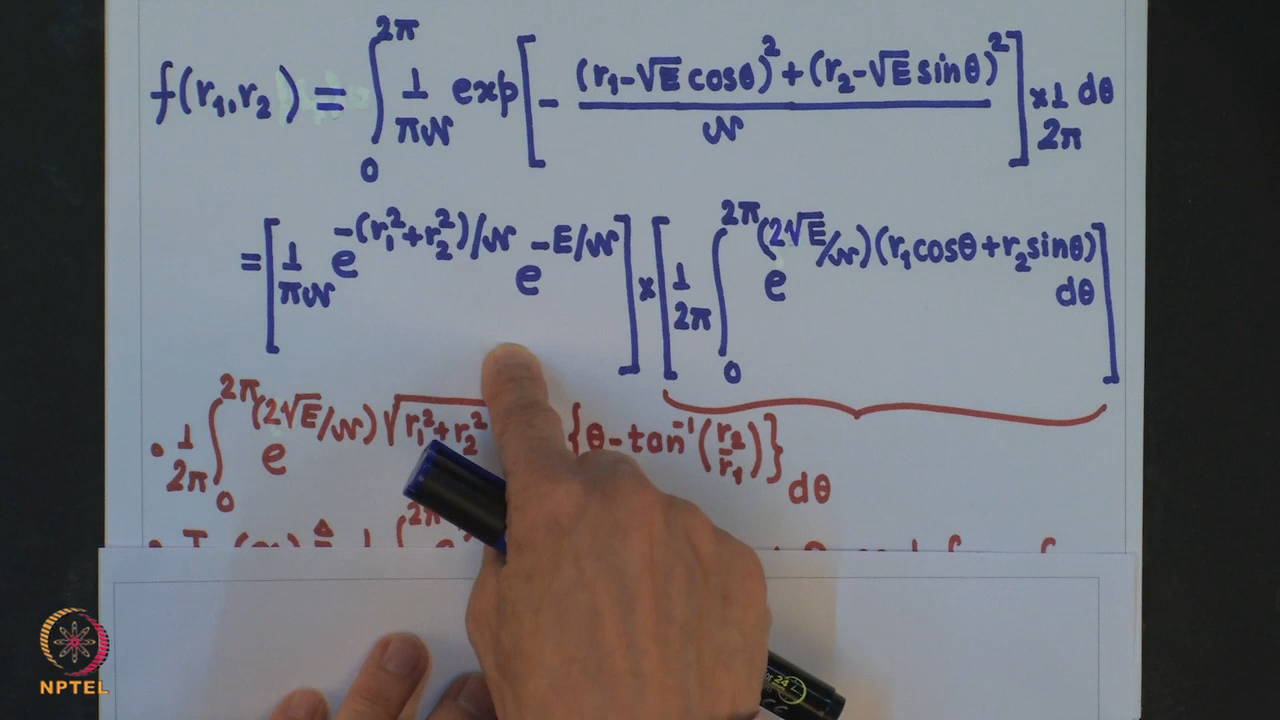 f(r₁,r₂) = ∫₀^{2π} 1/(π𝒩) exp[ - ((r₁-√E cosθ)² + (r₂-√E sinθ)²)/𝒩 ] × 1/2π dθ
= [ 1/(π𝒩) e^{-(r₁²+r₂²)/𝒩} e^{-E/𝒩} ] × [ 1/2π ∫₀^{2π} e^{(2√E/𝒩)(r₁cosθ+r₂sinθ)} dθ ]
• 1/2π ∫₀^{2π} e^{(2√E/𝒩)√(r₁²+r₂²) {θ-tan⁻¹(r₂/r₁)}} dθ
NPTEL